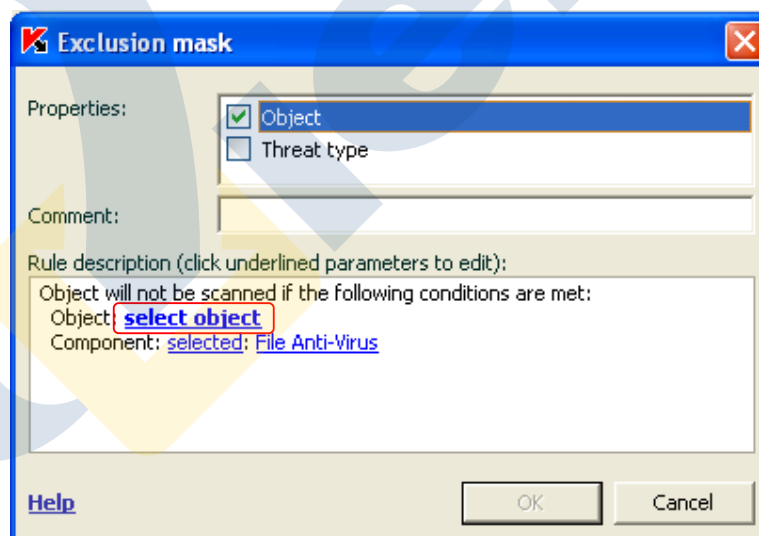 Exclusion mask
Properties:
Object
Threat type
Comment:
Rule description (click underlined parameters to edit):
Object will not be scanned if the following conditions are met:
Object: select object
Component: selected: File Anti-Virus
Help
OK
Cancel